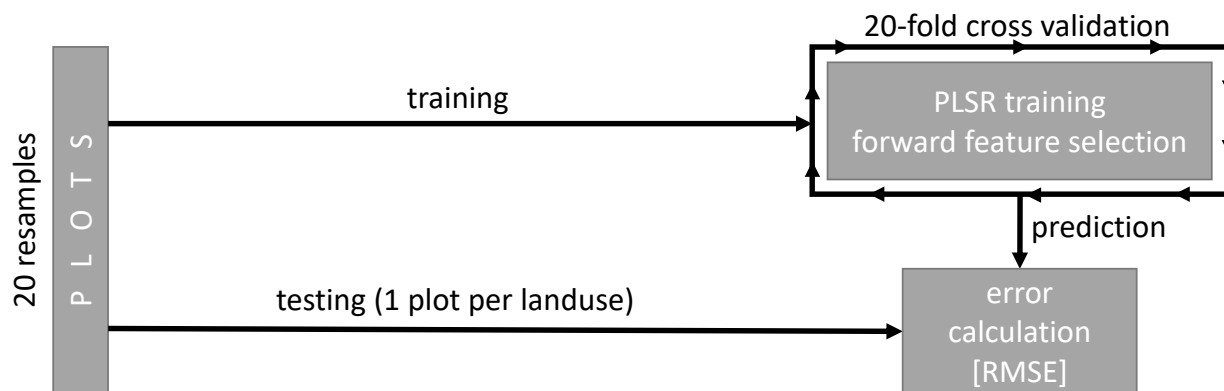 20-fold cross validation
training
PLSR training
forward feature selection
20 resamples
PLOTS
prediction
testing (1 plot per landuse)
error
calculation
[RMSE]